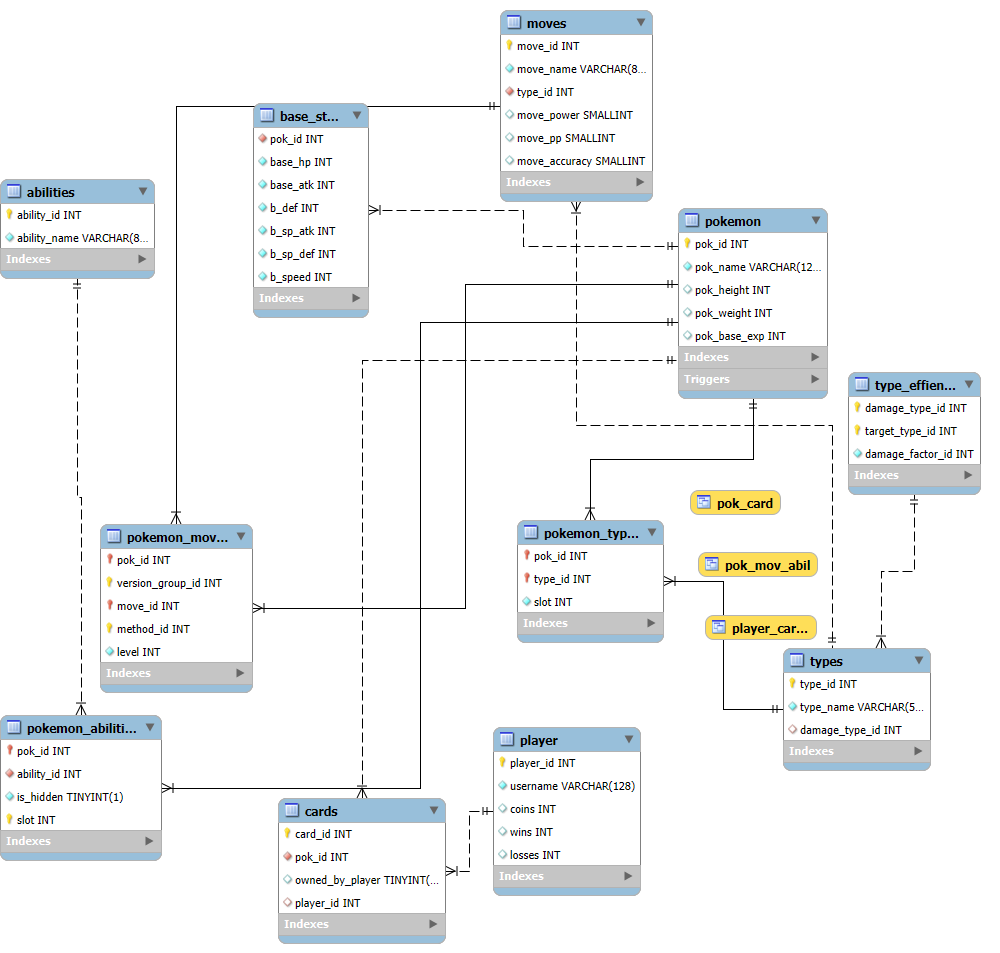 moves
move_id INT
move_name VARCHAR(8...
type_id INT
move_power SMALLINT
move_pp SMALLINT
move_accuracy SMALLINT
Indexes
base_st...
pok_id INT
base_hp INT
base_atk INT
b_def INT
b_sp_atk INT
b_sp_def INT
b_speed INT
Indexes
abilities
ability_id INT
ability_name VARCHAR(8...
Indexes
pokemon
pok_id INT
pok_name VARCHAR(12...
pok_height INT
pok_weight INT
pok_base_exp INT
Indexes
Triggers
type_effien...
damage_type_id INT
target_type_id INT
damage_factor_id INT
Indexes
pok_card
pok_mov_abil
player_car...
pokemon_mov...
pok_id INT
version_group_id INT
move_id INT
method_id INT
level INT
Indexes
pokemon_typ...
pok_id INT
type_id INT
slot INT
Indexes
types
type_id INT
type_name VARCHAR(5...
damage_type_id INT
Indexes
pokemon_abiliti...
pok_id INT
ability_id INT
is_hidden TINYINT(1)
slot INT
Indexes
player
player_id INT
username VARCHAR(128)
coins INT
wins INT
losses INT
Indexes
cards
card_id INT
pok_id INT
owned_by_player TINYINT(...
player_id INT
Indexes